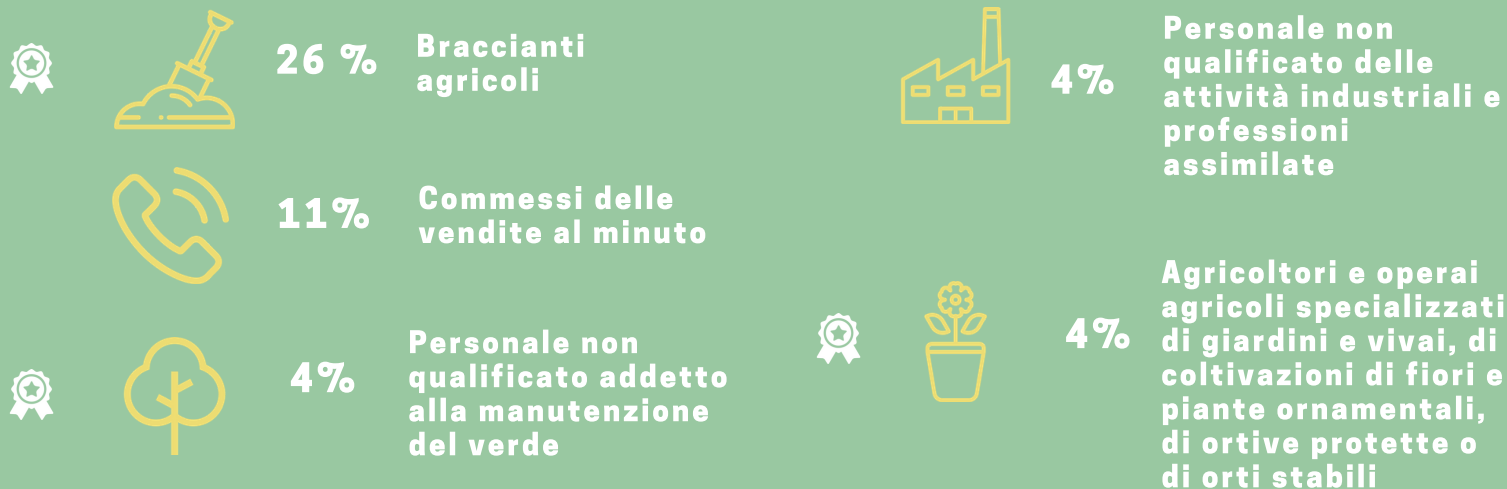 26 %
Braccianti
agricoli
11%
Commessi delle
vendite al minuto
4%
Personale non
qualificato addetto
alla manutenzione
del verde
4%
Personale non
qualificato delle
attività industriali e
professioni
assimilate
4%
Agricoltori e operai
agricoli specializzati
di giardini e vivai, di
coltivazioni di fiori e
piante ornamentali,
di ortive protette o
di orti stabili